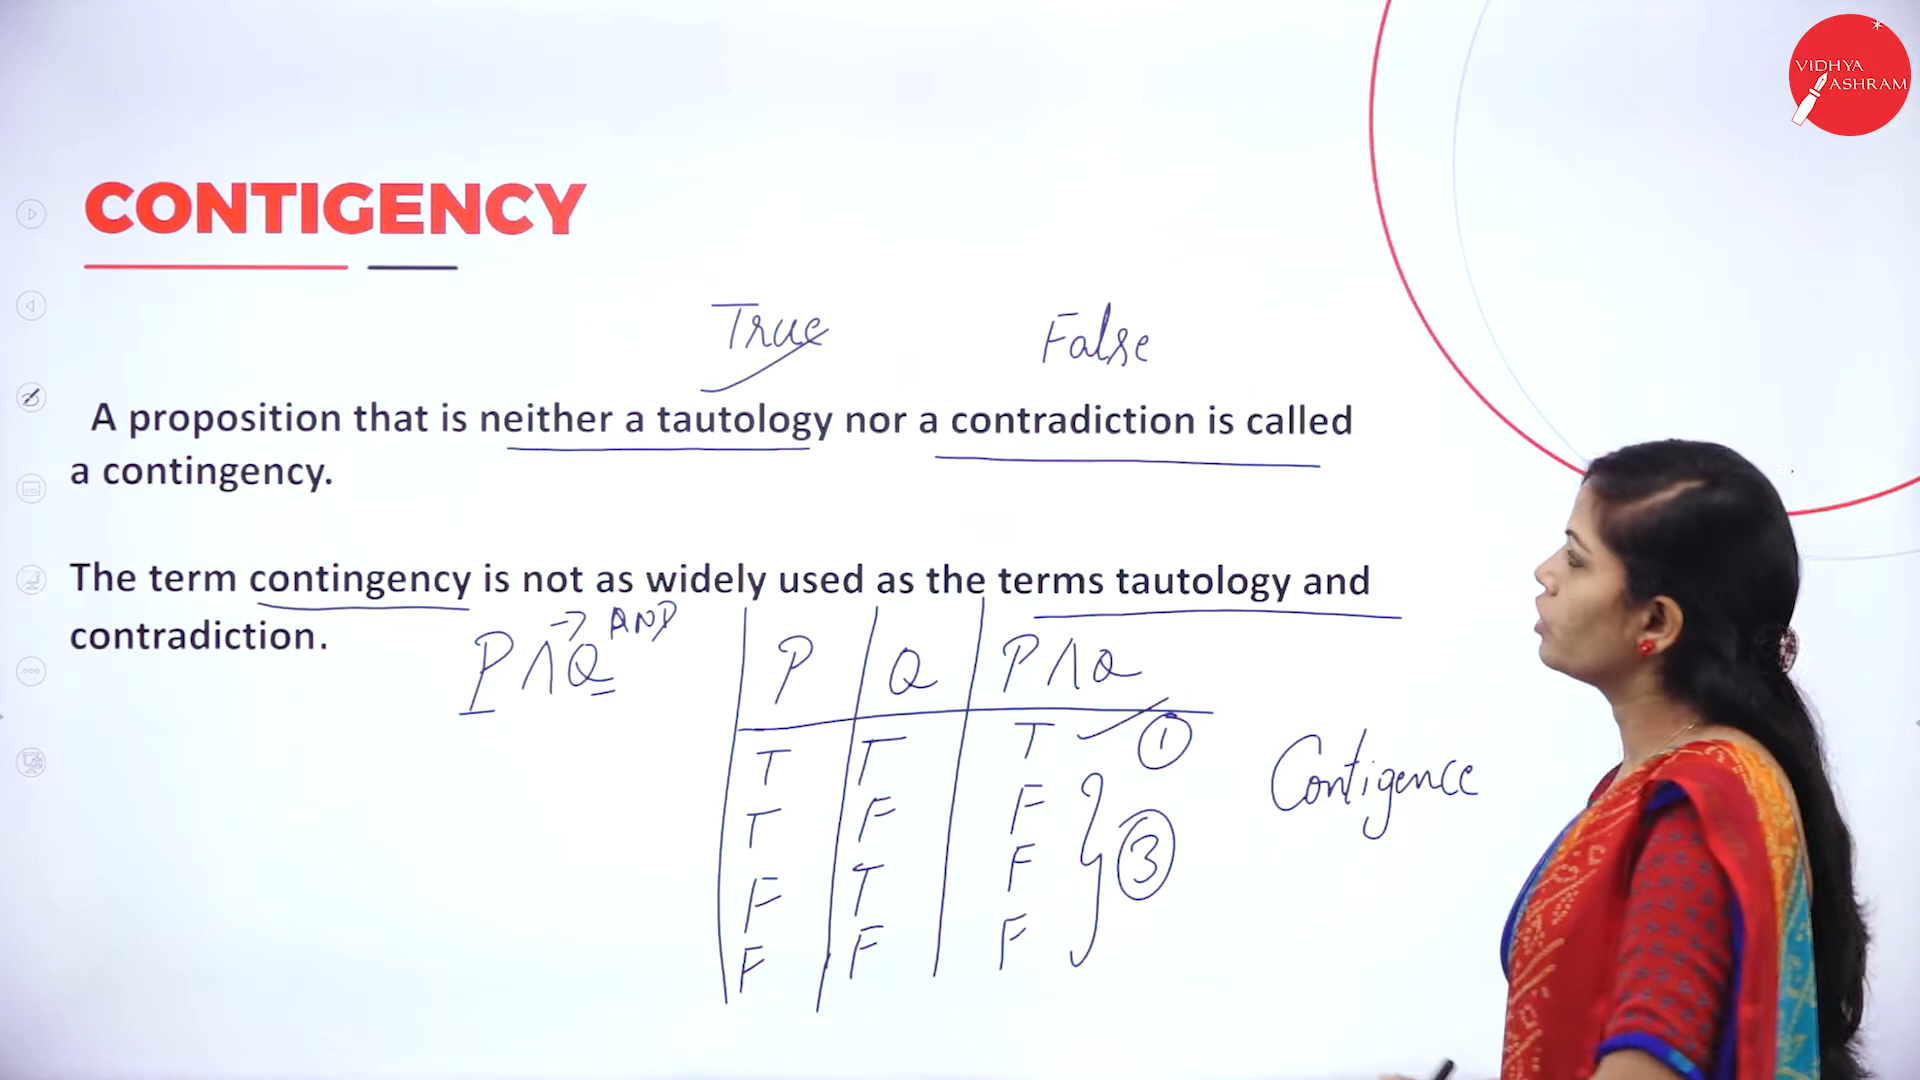 VIDHYA
ASHRAM
CONTIGENCY
True False
A proposition that is neither a tautology nor a contradiction is called
a contingency.
The term contingency is not as widely used as the terms tautology and
contradiction.
P∧Q → AND
P Q P∧Q
T T T 1
T F F
F T F 3
F F F
Contigence